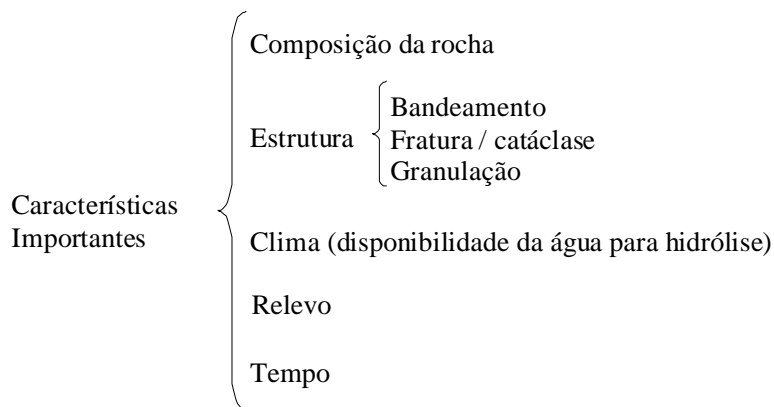 Composição da rocha
Bandeamento
Estrutura
Fratura / catáclase
Granulação
Características
Importantes
Clima (disponibilidade da água para hidrólise)
Relevo
Tempo